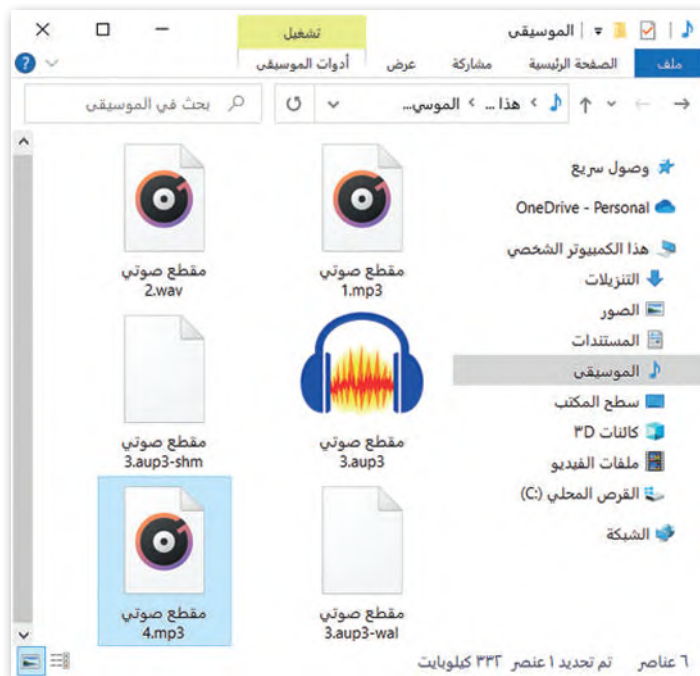 الموسيقى
تشغيل
ملف
الصفحة الرئيسية
مشاركة
عرض
أدوات الموسيقى
?
هذا ...
الموسي...
بحث في الموسيقى
وصول سريع
OneDrive - Personal
هذا الكمبيوتر الشخصي
التنزيلات
الصور
المستندات
الموسيقى
سطح المكتب
كائنات ٣D
ملفات الفيديو
القرص المحلي (C:)
الشبكة
مقطع صوتي
1.mp3
مقطع صوتي
2.wav
مقطع صوتي
3.aup3
مقطع صوتي
3.aup3-shm
مقطع صوتي
3.aup3-wal
مقطع صوتي
4.mp3
٦ عناصر
تم تحديد ١ عنصر ٣٣٢ كيلوبايت